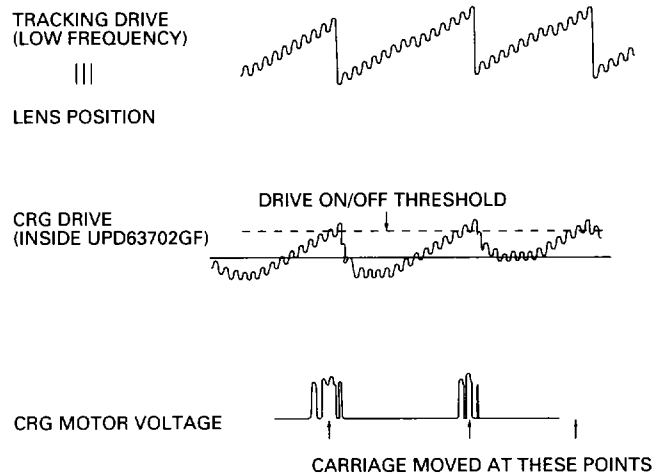 TRACKING DRIVE
(LOW FREQUENCY)
LENS POSITION
DRIVE ON/OFF THRESHOLD
CRG DRIVE
(INSIDE UPD63702GF)
CRG MOTOR VOLTAGE
CARRIAGE MOVED AT THESE POINTS